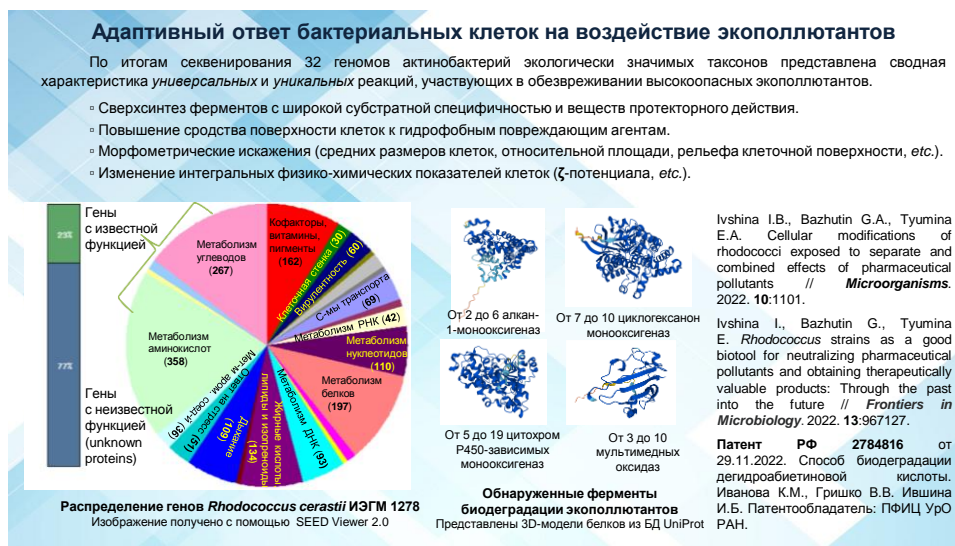 Адаптивный ответ бактериальных клеток на воздействие экополлютантов
По итогам секвенирования 32 геномов актинобактерий экологически значимых таксонов представлена сводная
характеристика универсальных и уникальных реакций, участвующих в обезвреживании высокоопасных экополлютантов.
▫ Сверхсинтез ферментов с широкой субстратной специфичностью и веществ протекторного действия.
▫ Повышение сродства поверхности клеток к гидрофобным повреждающим агентам.
▫ Морфометрические искажения (средних размеров клеток, относительной площади, рельефа клеточной поверхности, etc.).
▫ Изменение интегральных физико-химических показателей клеток (ζ-потенциала, etc.).
23%
77%
Гены
с известной
функцией
Гены
с неизвестной
функцией
(unknown
proteins)
Кофакторы,
витамины,
пигменты
(162)
Клеточная стенка (30)
Вирулентность (60)
С-мы транспорта
(69)
Метаболизм РНК (42)
Метаболизм
нуклеотидов
(110)
Метаболизм
белков
(197)
Метаболизм ДНК (93)
Жирные кислоты,
липиды и изопреноиды
(134)
Дыхание
(109)
Ответ на стресс
(51)
Мет-м аром. соед-й
(36)
Метаболизм
аминокислот
(358)
Метаболизм
углеводов
(267)
Распределение генов Rhodococcus cerastii ИЭГМ 1278
Изображение получено с помощью SEED Viewer 2.0
От 2 до 6 алкан-
1-монооксигеназ
От 7 до 10 циклогексанон
монооксигеназ
От 5 до 19 цитохром
P450-зависимых
монооксигеназ
От 3 до 10
мультимедных
оксидаз
Обнаруженные ферменты
биодеградации экополлютантов
Представлены 3D-модели белков из БД UniProt
Ivshina I.B., Bazhutin G.A., Tyumina
E.A. Cellular modifications of
rhodococci exposed to separate and
combined effects of pharmaceutical
pollutants // Microorganisms.
2022. 10:1101.
Ivshina I., Bazhutin G., Tyumina
E. Rhodococcus strains as a good
biotool for neutralizing pharmaceutical
pollutants and obtaining therapeutically
valuable products: Through the past
into the future // Frontiers in
Microbiology. 2022. 13:967127.
Патент РФ 2784816 от
29.11.2022. Способ биодеградации
дегидроабиетиновой кислоты.
Иванова К.М., Гришко В.В. Ившина
И.Б. Патентообладатель: ПФИЦ УрО
РАН.